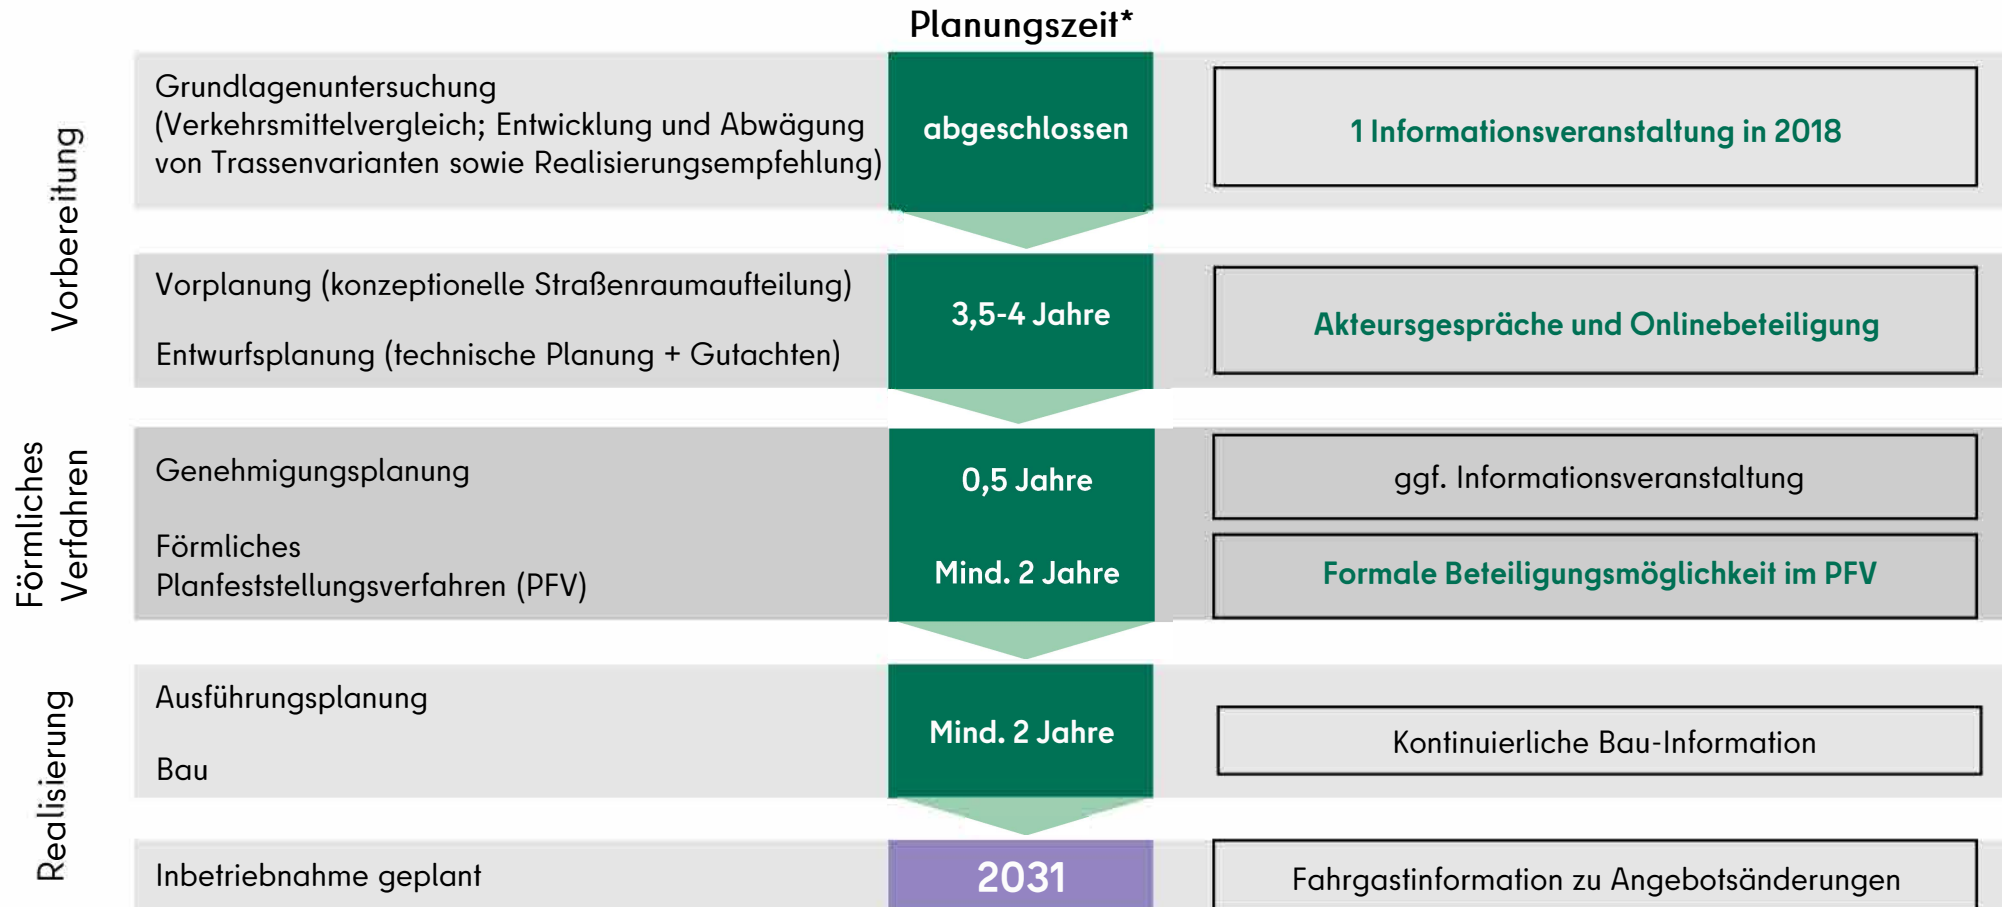 Planungszeit*
Vorbereitung
Grundlagenuntersuchung
(Verkehrsmittelvergleich; Entwicklung und Abwägung
von Trassenvarianten sowie Realisierungsempfehlung)
abgeschlossen
1 Informationsveranstaltung in 2018
Vorplanung (konzeptionelle Straßenraumaufteilung)
Entwurfsplanung (technische Planung + Gutachten)
3,5-4 Jahre
Akteursgespräche und Onlinebeteiligung
Förmliches
Verfahren
Genehmigungsplanung
0,5 Jahre
ggf. Informationsveranstaltung
Förmliches
Planfeststellungsverfahren (PFV)
Mind. 2 Jahre
Formale Beteiligungsmöglichkeit im PFV
Realisierung
Ausführungsplanung
Bau
Mind. 2 Jahre
Kontinuierliche Bau-Information
Inbetriebnahme geplant
2031
Fahrgastinformation zu Angebotsänderungen